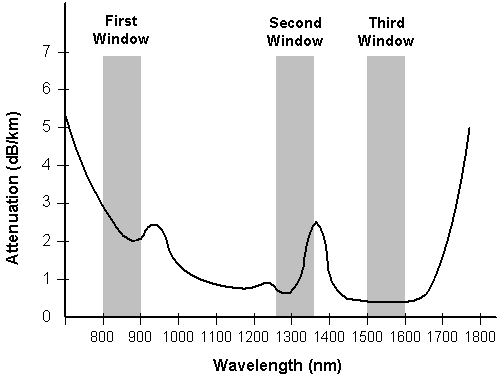 First
Window
Second
Window
Third
Window
7
6
5
4
3
2
1
0
Attenuation (dB/km)
800 900 1000 1100 1200 1300 1400 1500 1600 1700 1800
Wavelength (nm)